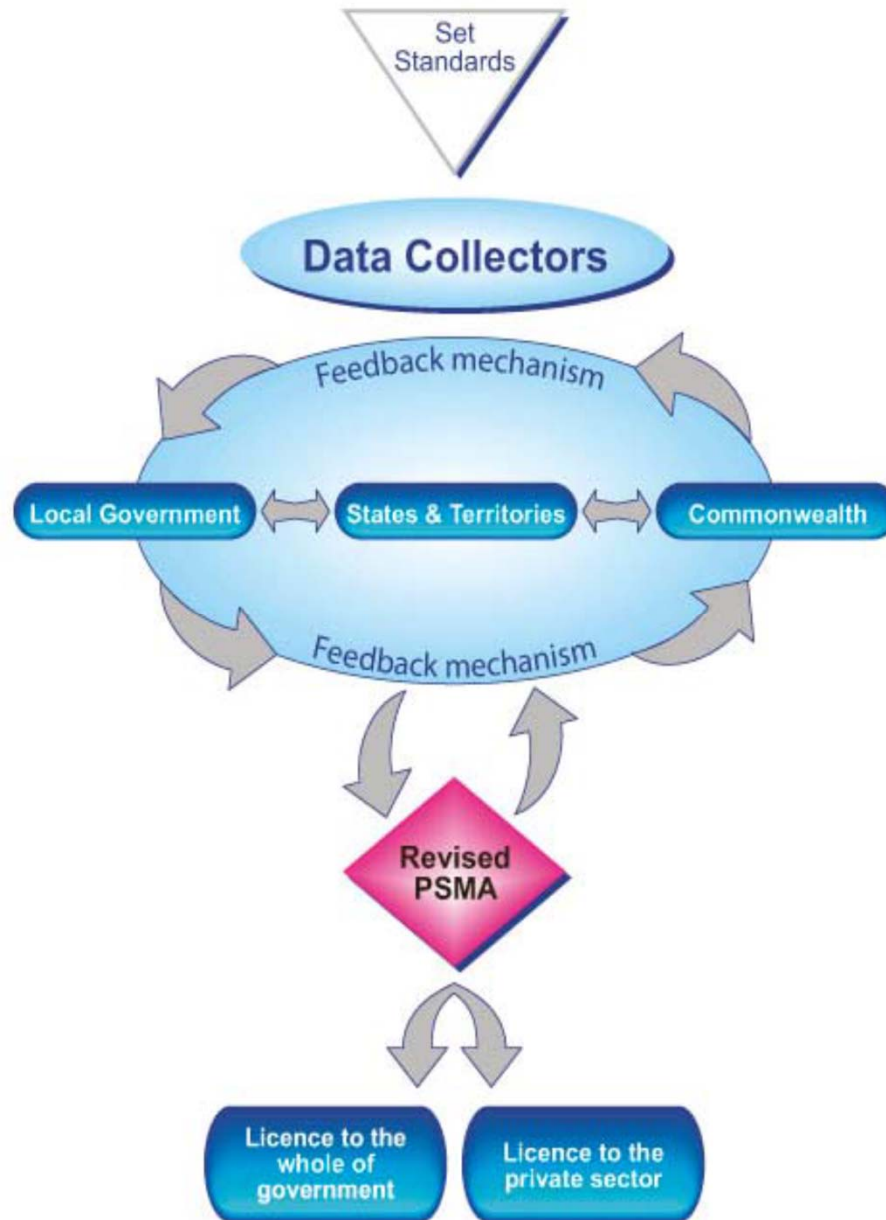 Set
Standards
Data Collectors
Feedback mechanism
Local Government
States & Territories
Commonwealth
Feedback mechanism
Revised
PSMA
Licence to the
whole of
government
Licence to the
private sector